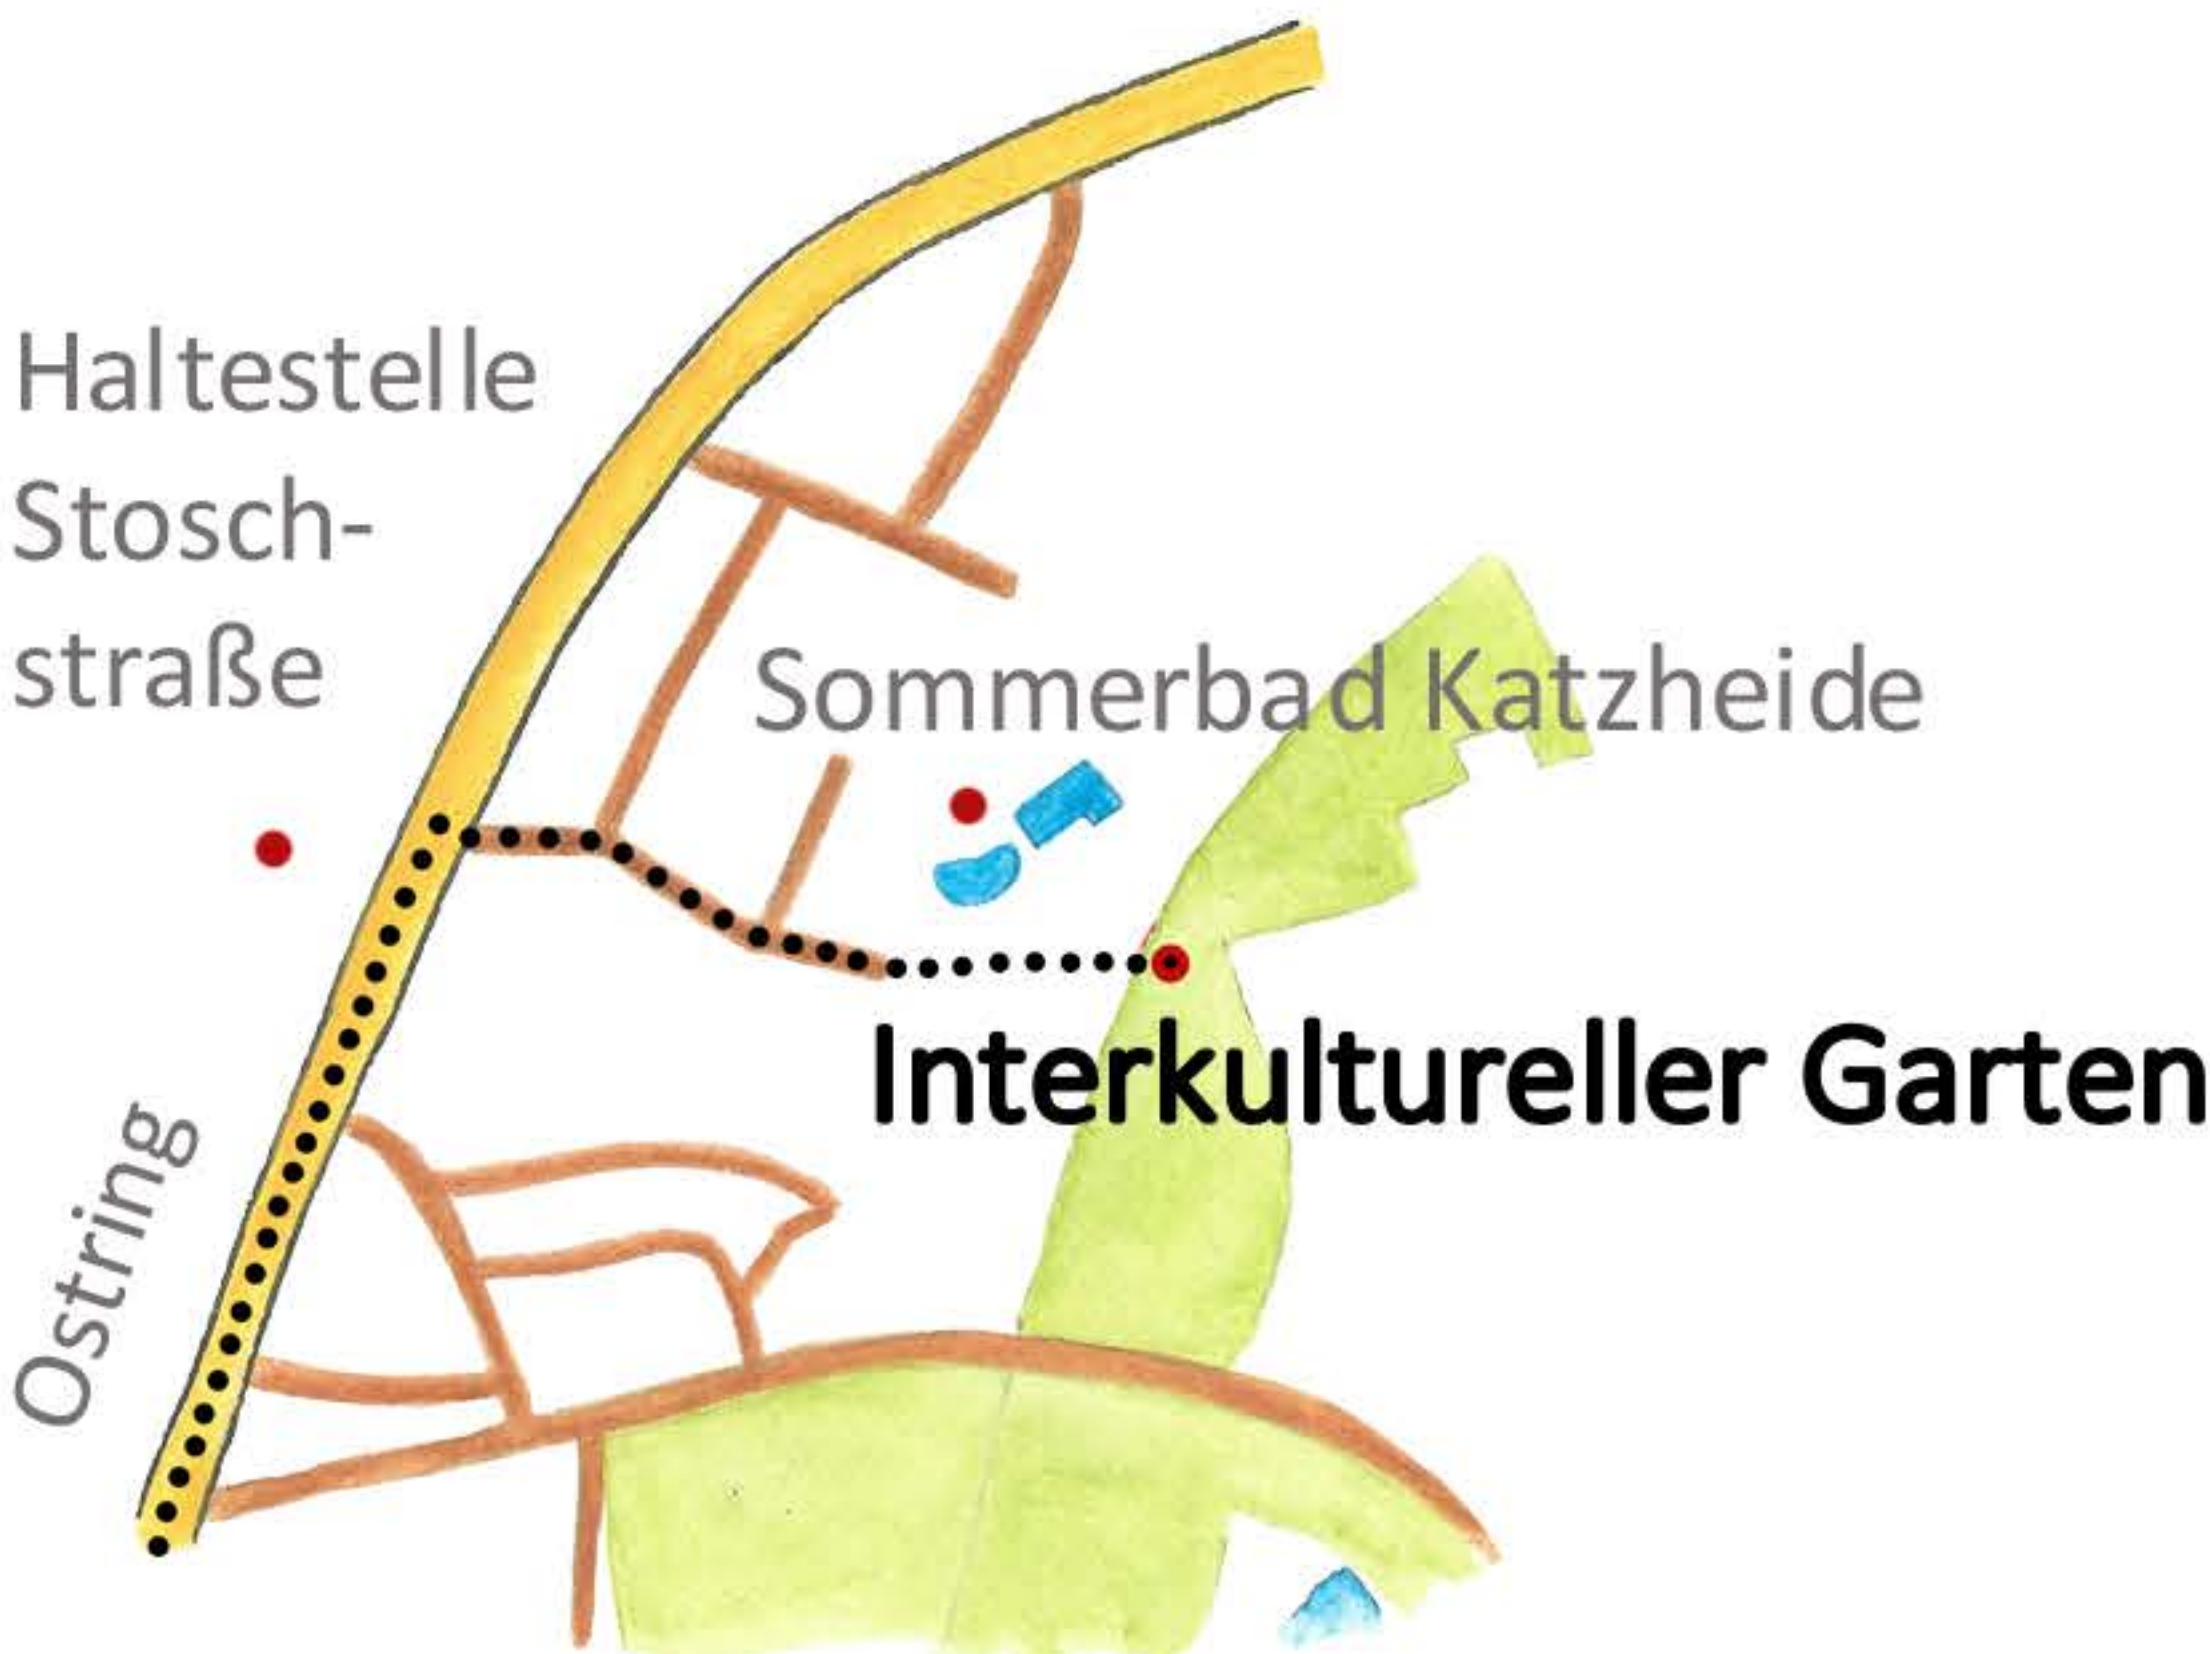 Haltestelle
Stosch-
straße
Sommerbad Katzheide
Interkultureller Garten
Ostring